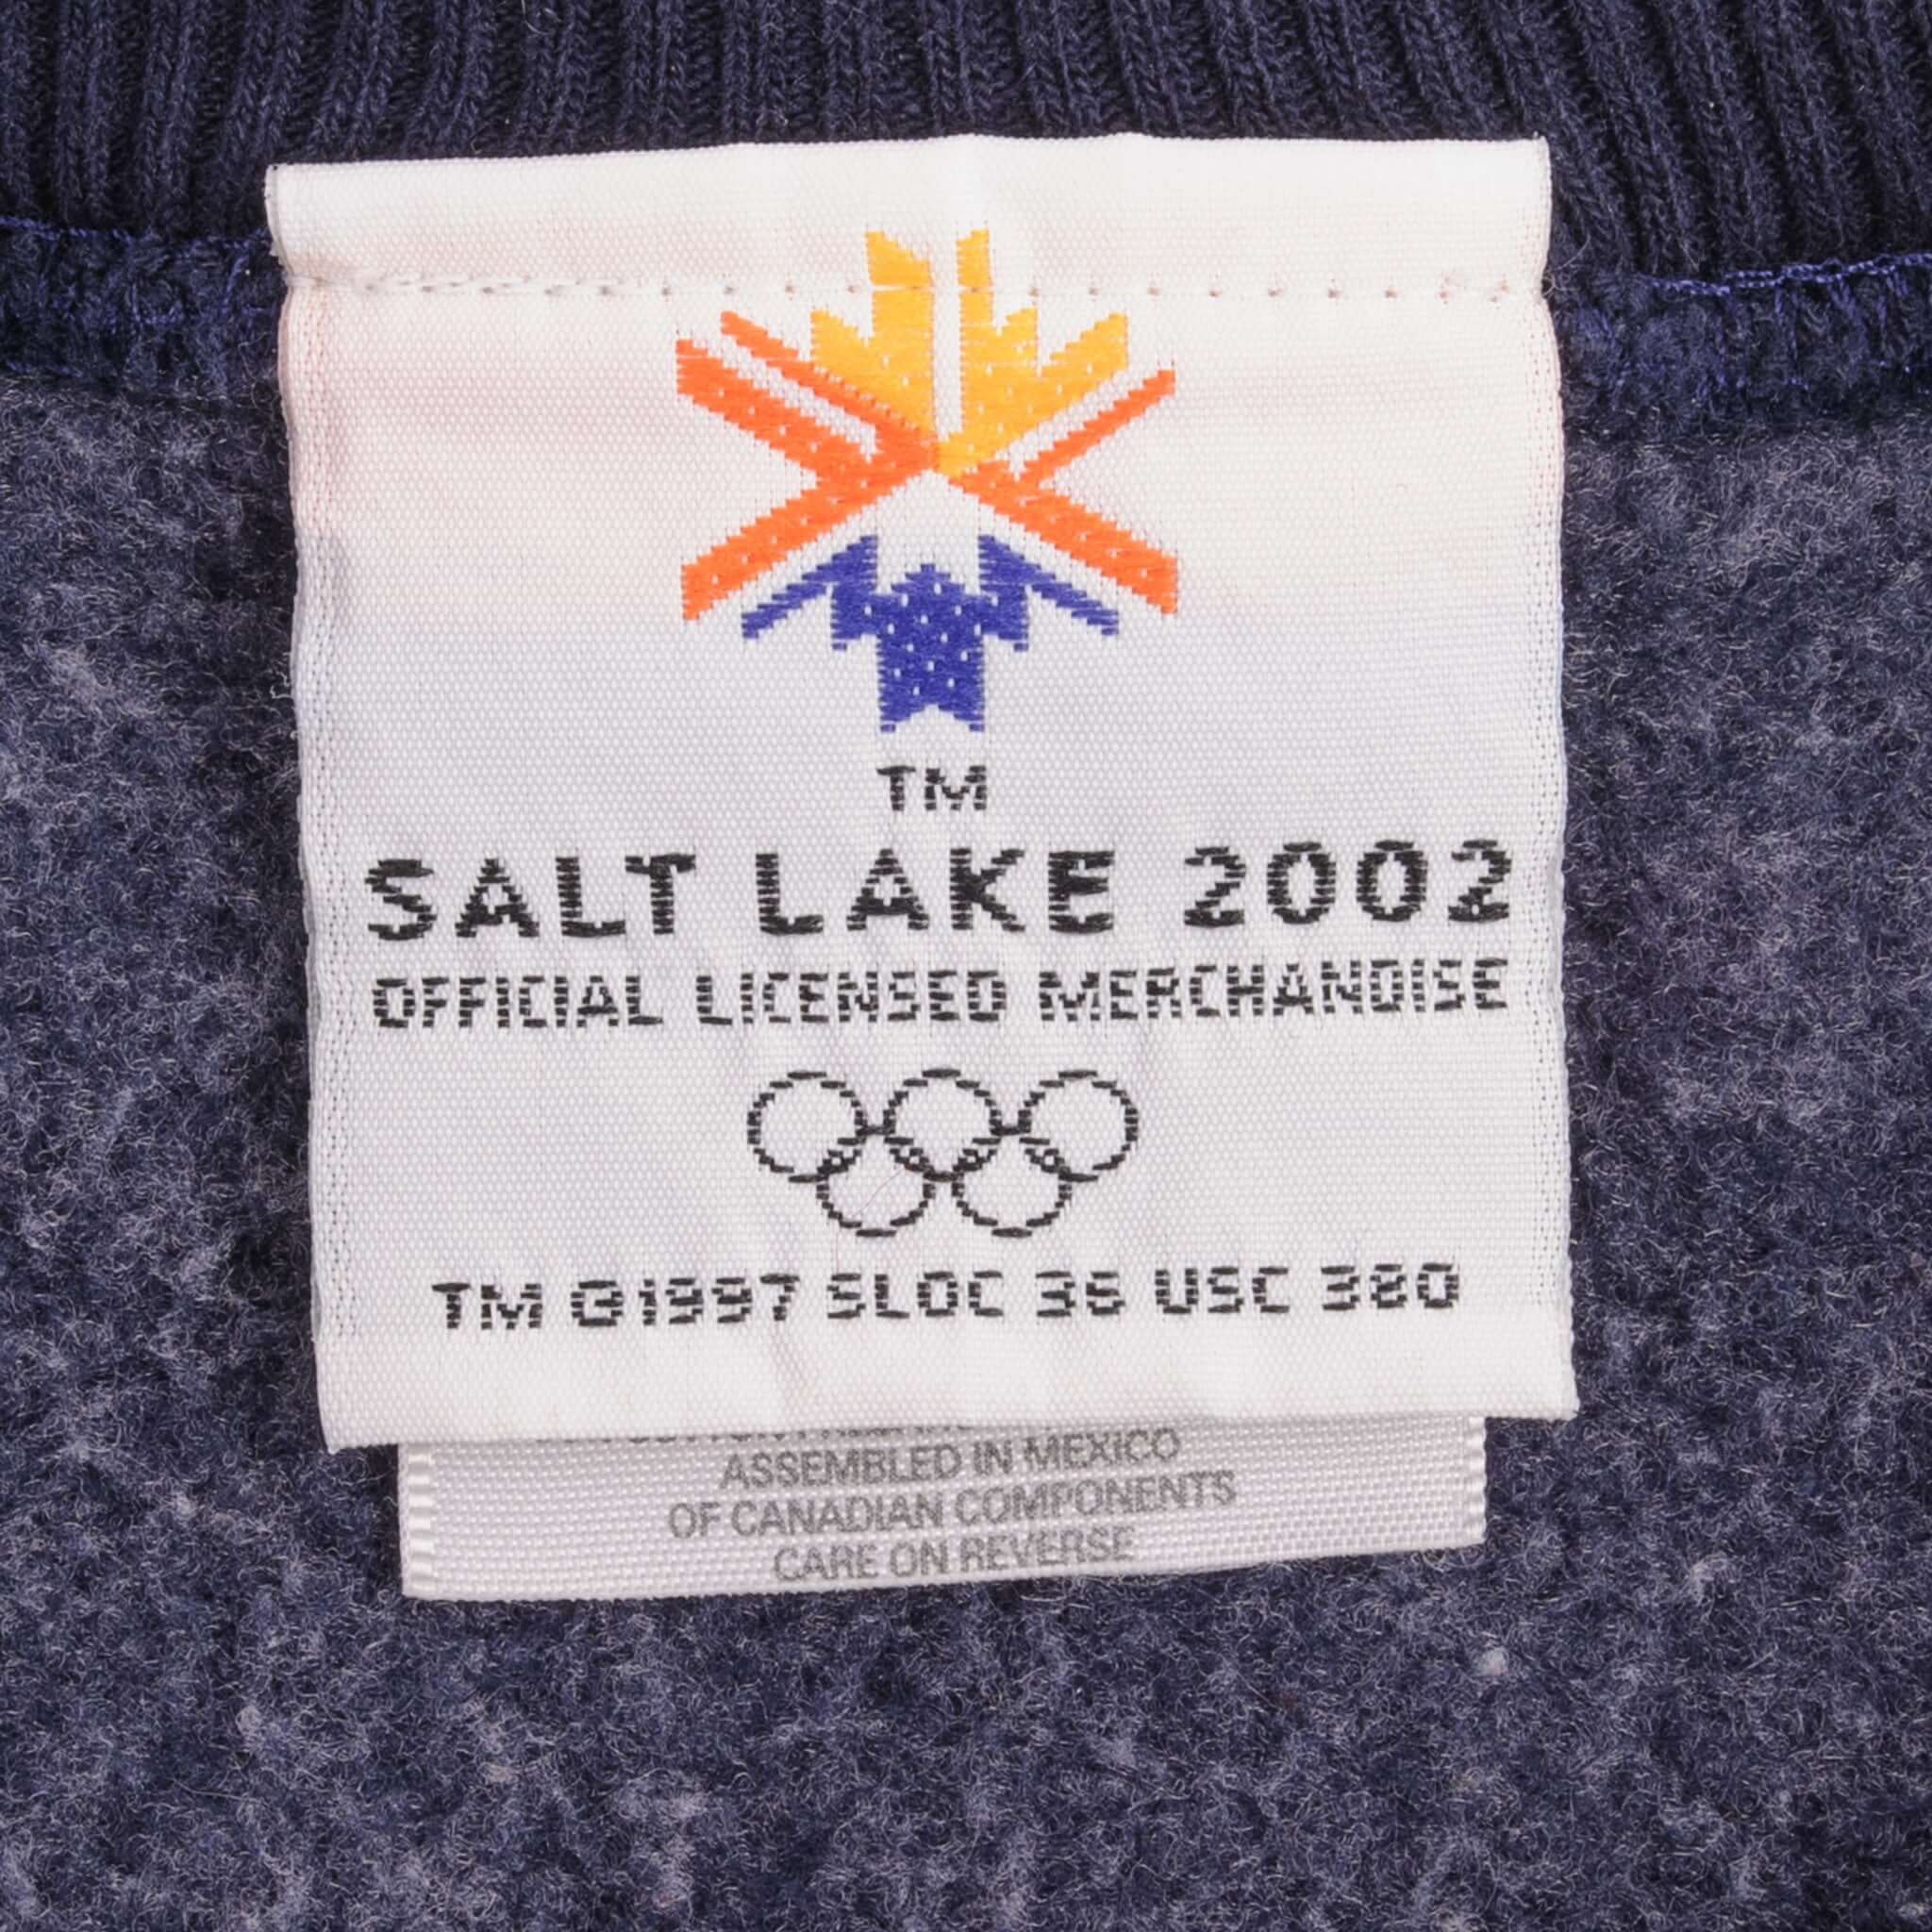 TM
SALT LAKE 2002
OFFICIAL LICENSED MERCHANDISE
TM ©1997 SLOC 36 USC 380
ASSEMBLED IN MEXICO
OF CANADIAN COMPONENTS
CARE ON REVERSE